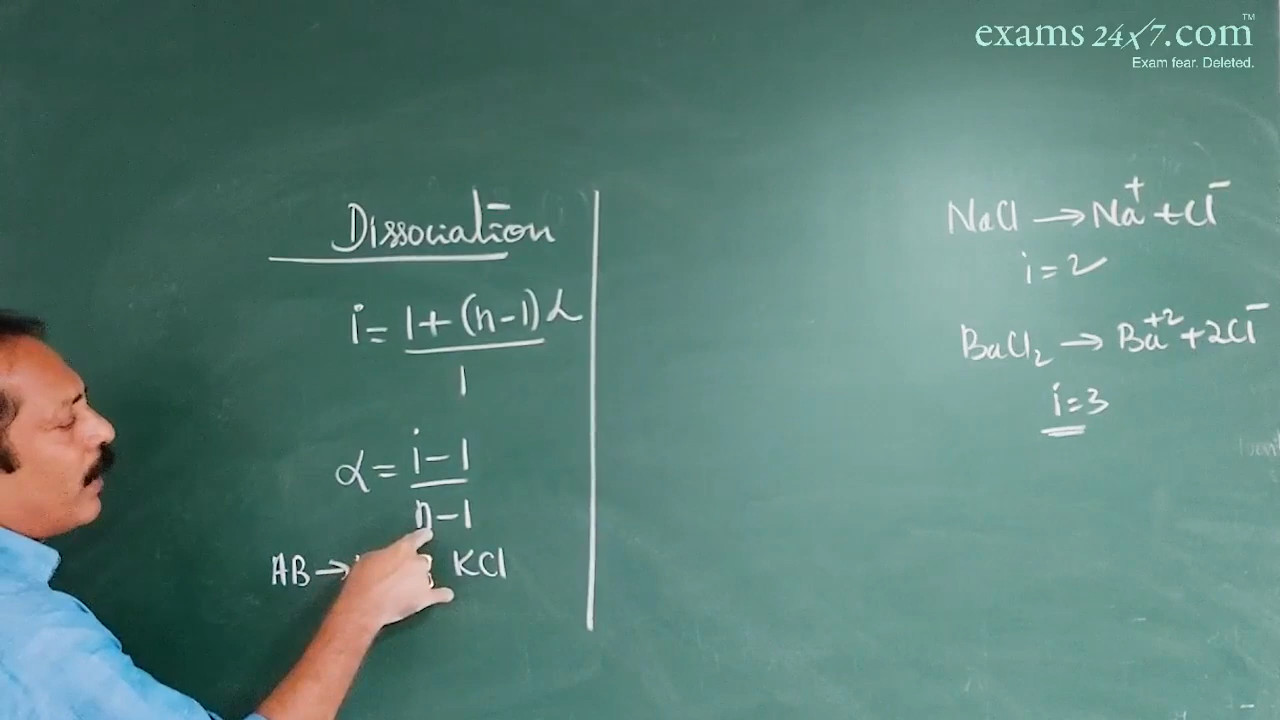 exams 24x7.com™
Exam fear. Deleted.
Dissociation
i = 1 + (n-1)α
1
α = i-1
n-1
AB → KCl
NaCl → Na⁺ + Cl⁻
i = 2
BaCl₂ → Ba⁺² + 2Cl⁻
i = 3